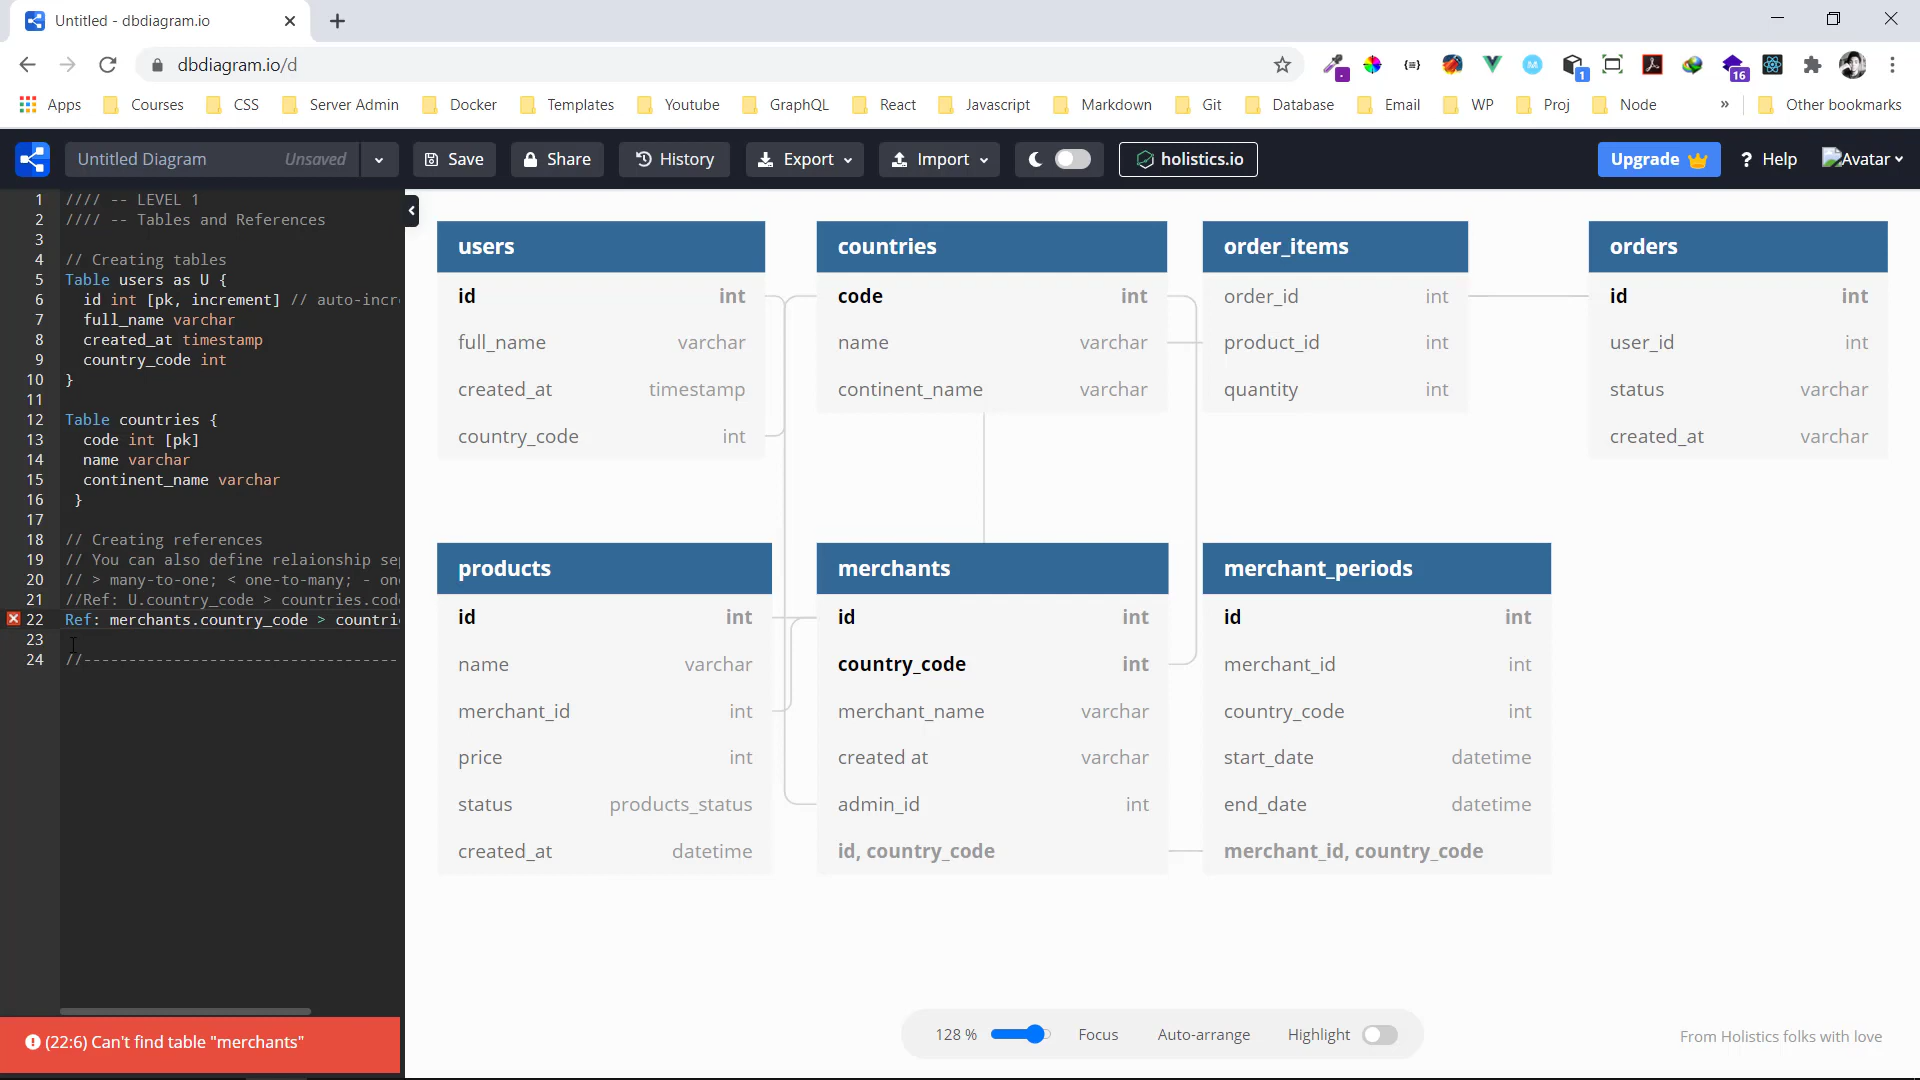 Untitled - dbdiagram.io
dbdiagram.io/d
1
16
Apps
Courses
CSS
Server Admin
Docker
Templates
Youtube
GraphQL
React
Javascript
Markdown
Git
Database
Email
WP
Proj
Node
»
Other bookmarks
Untitled Diagram Unsaved
Save
Share
History
Export
Import
holistics.io
Upgrade
? Help
Avatar
1 //// -- LEVEL 1
2 //// -- Tables and References
3
4 // Creating tables
5 Table users as U {
6 id int [pk, increment] // auto-incr
7 full_name varchar
8 created_at timestamp
9 country_code int
10 }
11
12 Table countries {
13 code int [pk]
14 name varchar
15 continent_name varchar
16 }
17
18 // Creating references
19 // You can also define relaionship sep
20 // > many-to-one; < one-to-many; - one
21 //Ref: U.country_code > countries.code
22 Ref: merchants.country_code > countrie
23
24 //-----------------------------------
(22:6) Can't find table "merchants"
users
id int
full_name varchar
created_at timestamp
country_code int
countries
code int
name varchar
continent_name varchar
order_items
order_id int
product_id int
quantity int
orders
id int
user_id int
status varchar
created_at varchar
products
id int
name varchar
merchant_id int
price int
status products_status
created_at datetime
merchants
id int
country_code int
merchant_name varchar
created at varchar
admin_id int
id, country_code
merchant_periods
id int
merchant_id int
country_code int
start_date datetime
end_date datetime
merchant_id, country_code
128 %
Focus
Auto-arrange
Highlight
From Holistics folks with love